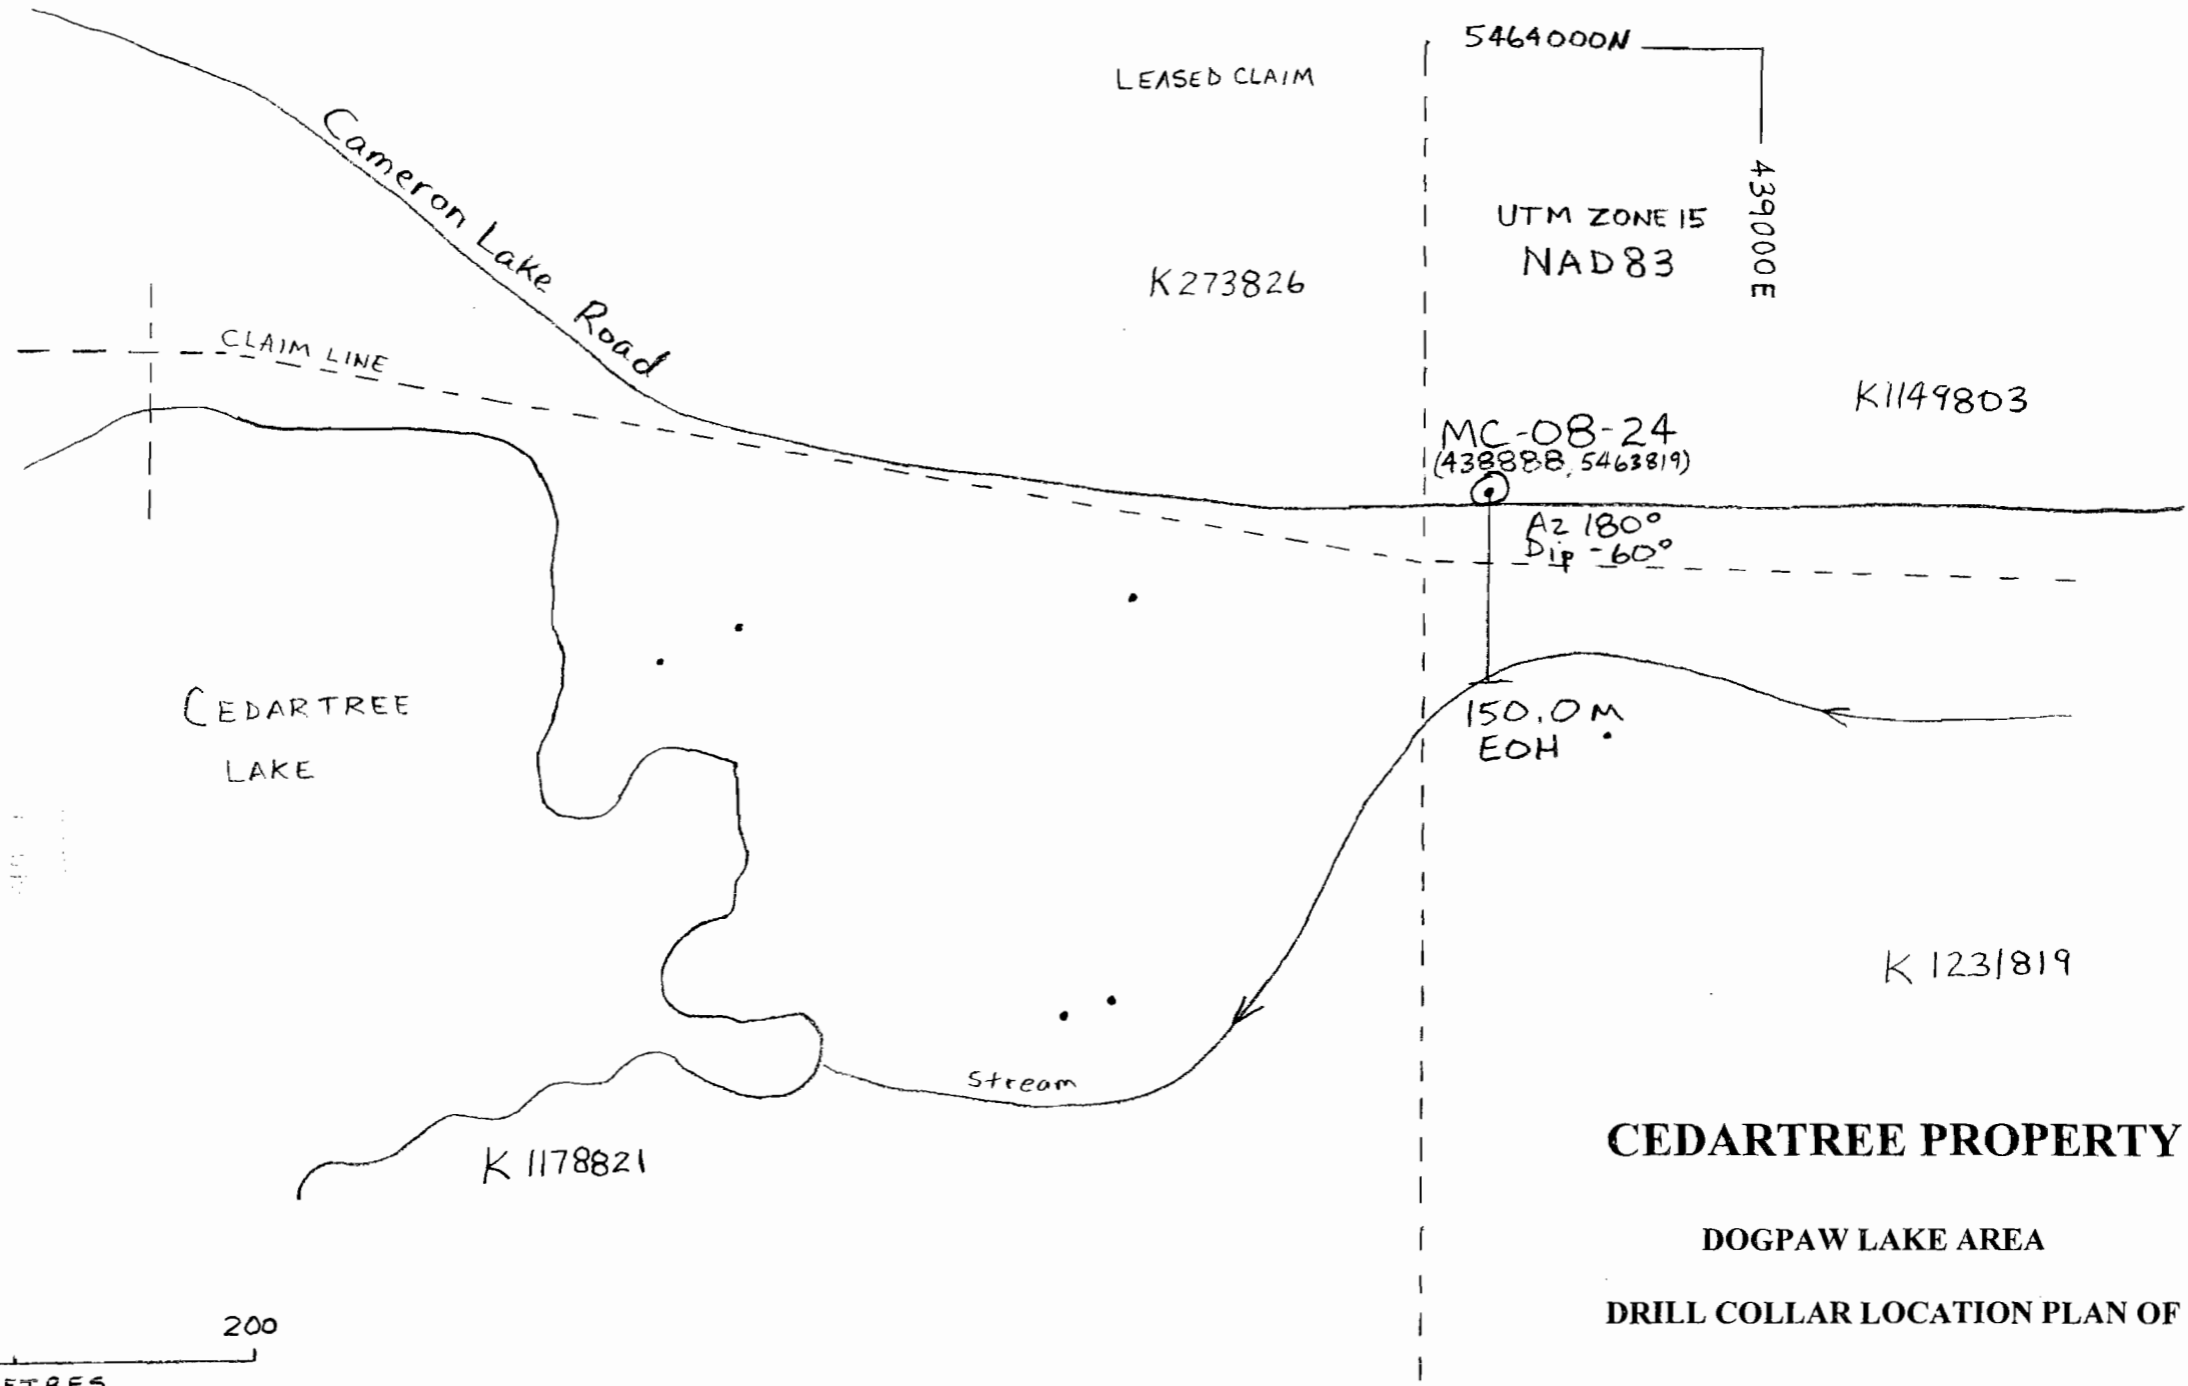 5464000N
LEASED CLAIM
439000E
UTM ZONE 15
NAD83
K273826
Cameron Lake Road
CLAIM LINE
K1149803
MC-08-24
(438888, 5463819)
Az 180°
Dip -60°
CEDARTREE
LAKE
150.0 M
EOH
K 1231819
Stream
K 1178821
CEDARTREE PROPERTY
DOGPAW LAKE AREA
DRILL COLLAR LOCATION PLAN OF
200
ETRES